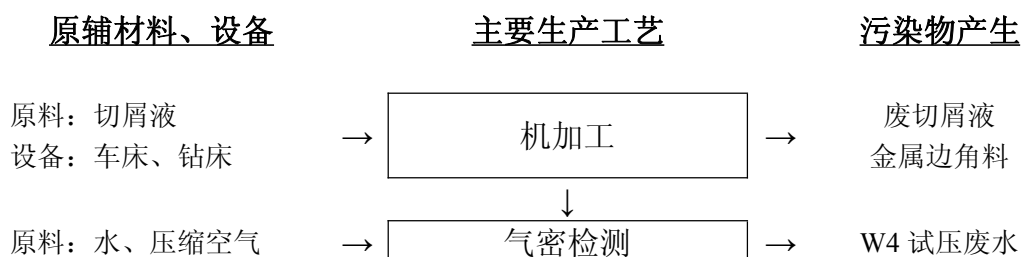 原辅材料、设备 主要生产工艺 污染物产生
原料：切屑液 废切屑液
设备：车床、钻床 → 机加工 → 金属边角料
↓
原料：水、压缩空气 → 气密检测 → W4 试压废水